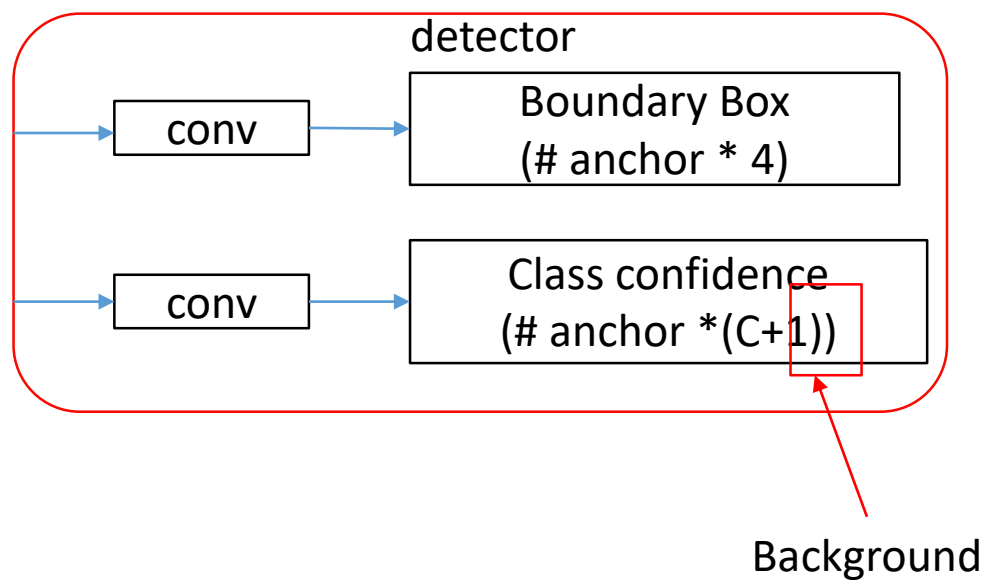 detector
conv
Boundary Box
(# anchor * 4)
conv
Class confidence
(# anchor *(C+1))
Background